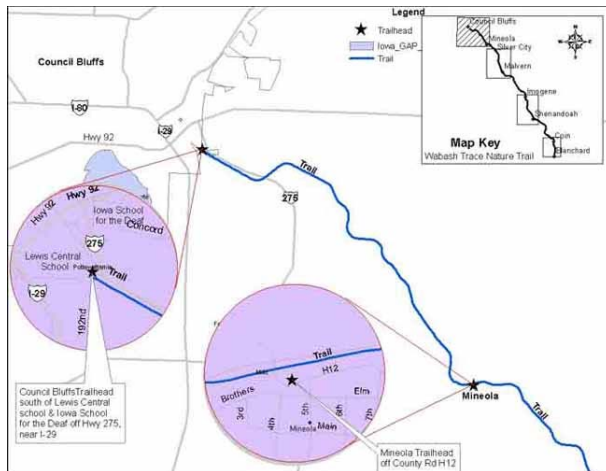 Legend
Trailhead
Iowa_GAP
Trail
Council Bluffs
Mineola
Silver City
Malvern
Imogene
Shenandoah
Coin
Blanchard
Map Key
Wabash Trace Nature Trail
Council Bluffs
I-80
I-29
Hwy 92
275
Trail
Hwy 92
Hwy 92
Iowa School
for the Deaf
Concord
275
Lewis Central
School
Trail
I-29
192nd
Council BluffsTrailhead
south of Lewis Central
school & Iowa School
for the Deaf off Hwy 275,
near I-29
Trail
H12
Brothers
Elm
3rd
4th
5th
6th
7th
Mineola
Main
Mineola Trailhead
off County Rd H12
Mineola
Trail